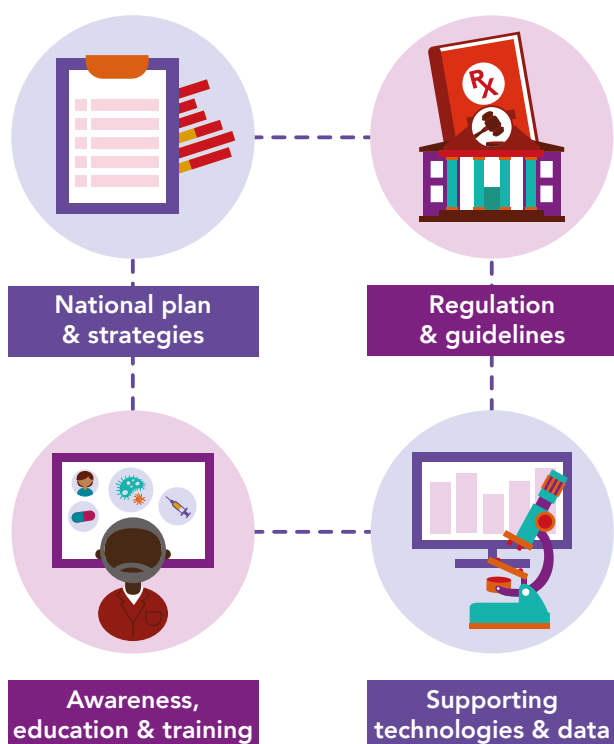 Rx
National plan
& strategies
Regulation
& guidelines
Awareness,
education & training
Supporting
technologies & data